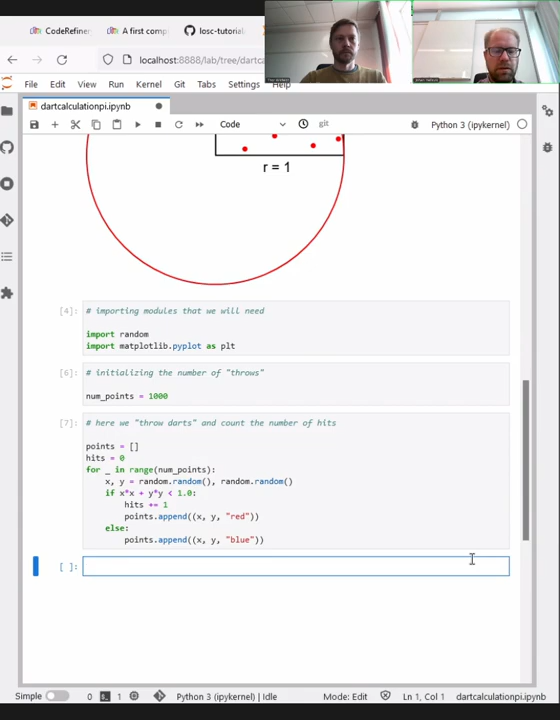 CodeRefiner
A first comp
losc-tutorial
localhost:8888/lab/tree/dartca
File Edit View Run Kernel Git Tabs Settings Help
dartcalculationpi.ipynb
Code git Python 3 (ipykernel)
r = 1
[4]: # importing modules that we will need
import random
import matplotlib.pyplot as plt
[6]: # initializing the number of "throws"
num_points = 1000
[7]: # here we "throw darts" and count the number of hits
points = []
hits = 0
for _ in range(num_points):
x, y = random.random(), random.random()
if x*x + y*y < 1.0:
hits += 1
points.append((x, y, "red"))
else:
points.append((x, y, "blue"))
[ ]:
Simple 0 1 Python 3 (ipykernel) | Idle Mode: Edit Ln 1, Col 1 dartcalculationpi.ipynb